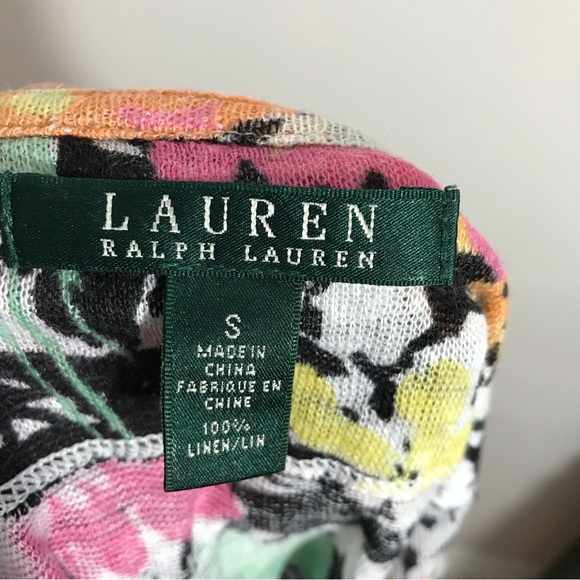 LAUREN
RALPH LAUREN
S
MADE IN
CHINA
FABRIQUE EN
CHINE
100%
LINEN/LIN